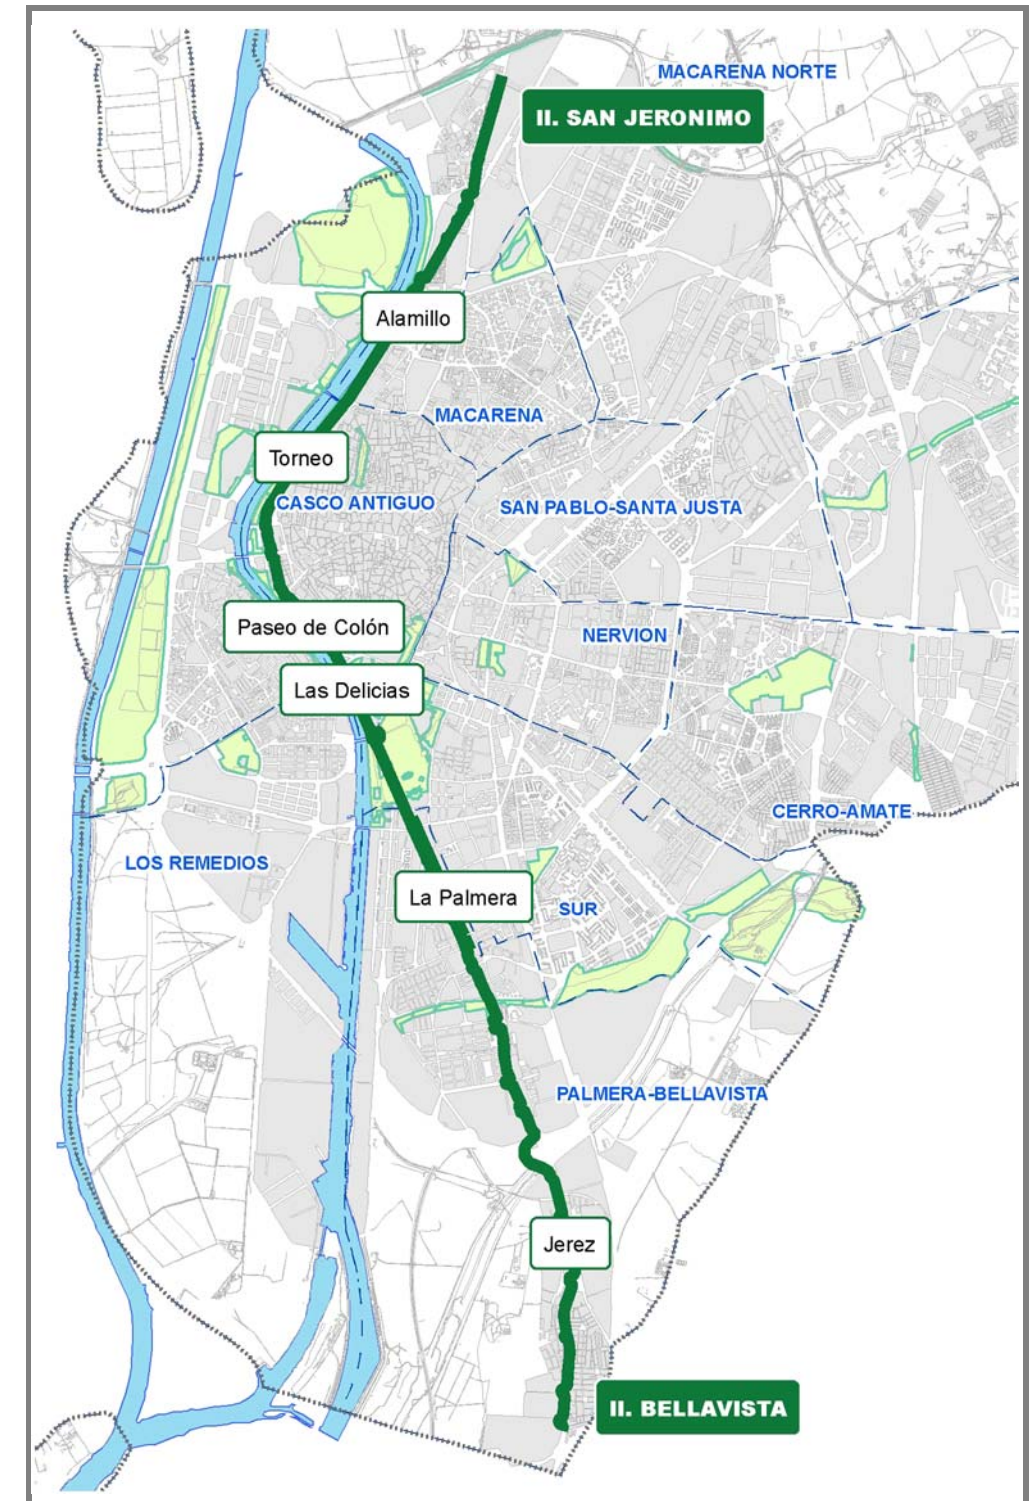 MACARENA NORTE
II. SAN JERONIMO
Alamillo
MACARENA
Torneo
CASCO ANTIGUO
SAN PABLO-SANTA JUSTA
Paseo de Colón
NERVION
Las Delicias
CERRO-AMATE
LOS REMEDIOS
La Palmera
SUR
PALMERA-BELLAVISTA
Jerez
II. BELLAVISTA